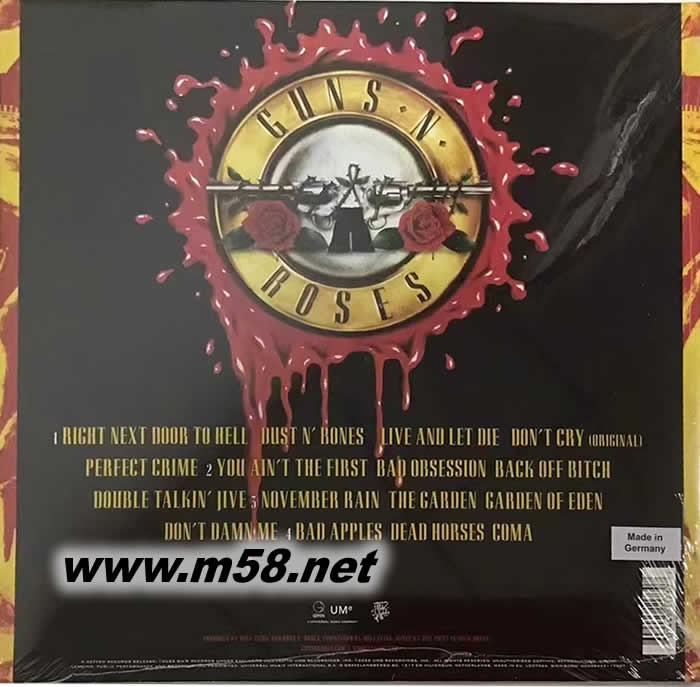 GUNS N
ROSES
1 RIGHT NEXT DOOR TO HELL DUST N' BONES LIVE AND LET DIE DON'T CRY (ORIGINAL)
PERFECT CRIME 2 YOU AIN'T THE FIRST BAD OBSESSION BACK OFF BITCH
DOUBLE TALKIN' JIVE 3 NOVEMBER RAIN THE GARDEN GARDEN OF EDEN
DON'T DAMN ME 4 BAD APPLES DEAD HORSES COMA
Made in
Germany
www.m58.net
UMe